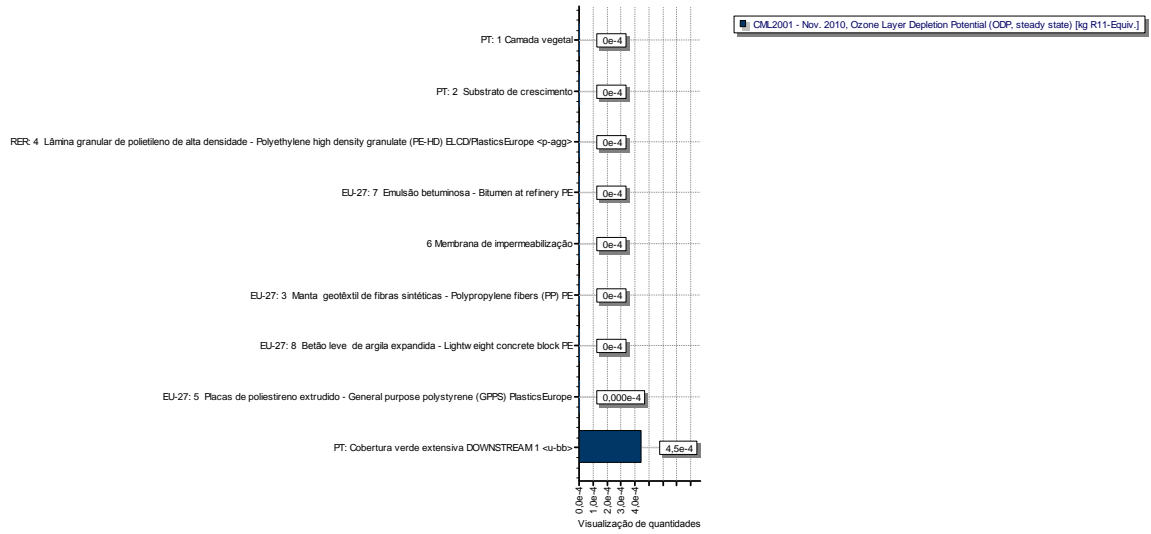 CML2001 - Nov. 2010, Ozone Layer Depletion Potential (ODP, steady state) [kg R11-Equiv.]
PT: 1 Camada vegetal 0e-4
PT: 2 Substrato de crescimento 0e-4
RER: 4 Lâmina granular de polietileno de alta densidade - Polyethylene high density granulate (PE-HD) ELCD/PlasticsEurope <p-agg> 0e-4
EU-27: 7 Emulsão betuminosa - Bitumen at refinery PE 0e-4
6 Membrana de impermeabilização 0e-4
EU-27: 3 Manta geotêxtil de fibras sintéticas - Polypropylene fibers (PP) PE 0e-4
EU-27: 8 Betão leve de argila expandida - Lightweight concrete block PE 0e-4
EU-27: 5 Placas de poliestireno extrudido - General purpose polystyrene (GPPS) PlasticsEurope 0,000e-4
PT: Cobertura verde extensiva DOWNSTREAM 1 <u-bb> 4,5e-4
0,0e-4 1,0e-4 2,0e-4 3,0e-4 4,0e-4
Visualização de quantidades